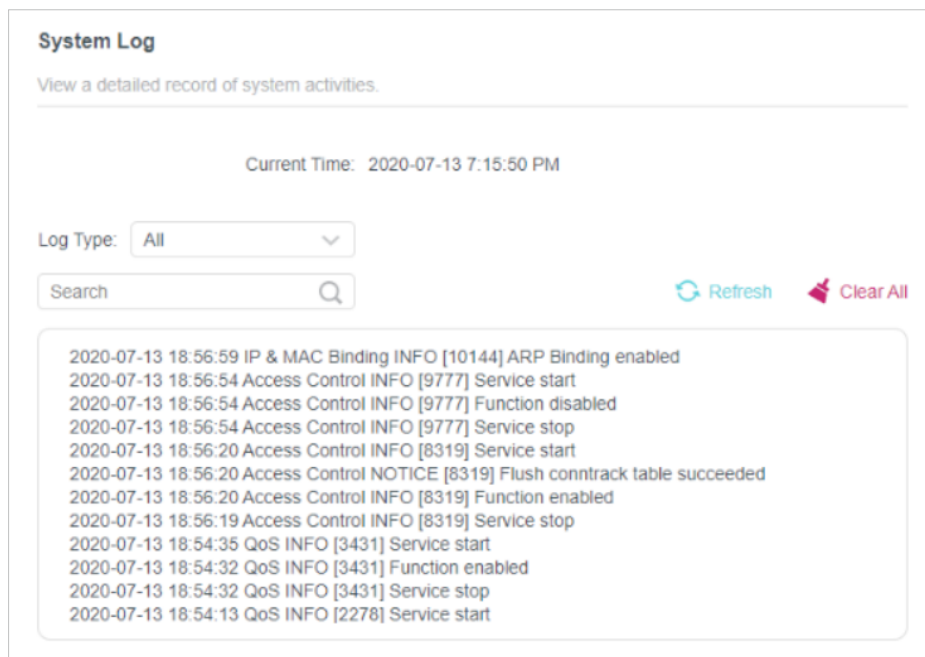 System Log
View a detailed record of system activities.
Current Time: 2020-07-13 7:15:50 PM
Log Type: All
Search
Refresh Clear All
2020-07-13 18:56:59 IP & MAC Binding INFO [10144] ARP Binding enabled
2020-07-13 18:56:54 Access Control INFO [9777] Service start
2020-07-13 18:56:54 Access Control INFO [9777] Function disabled
2020-07-13 18:56:54 Access Control INFO [9777] Service stop
2020-07-13 18:56:20 Access Control INFO [8319] Service start
2020-07-13 18:56:20 Access Control NOTICE [8319] Flush conntrack table succeeded
2020-07-13 18:56:20 Access Control INFO [8319] Function enabled
2020-07-13 18:56:19 Access Control INFO [8319] Service stop
2020-07-13 18:54:35 QoS INFO [3431] Service start
2020-07-13 18:54:32 QoS INFO [3431] Function enabled
2020-07-13 18:54:32 QoS INFO [3431] Service stop
2020-07-13 18:54:13 QoS INFO [2278] Service start